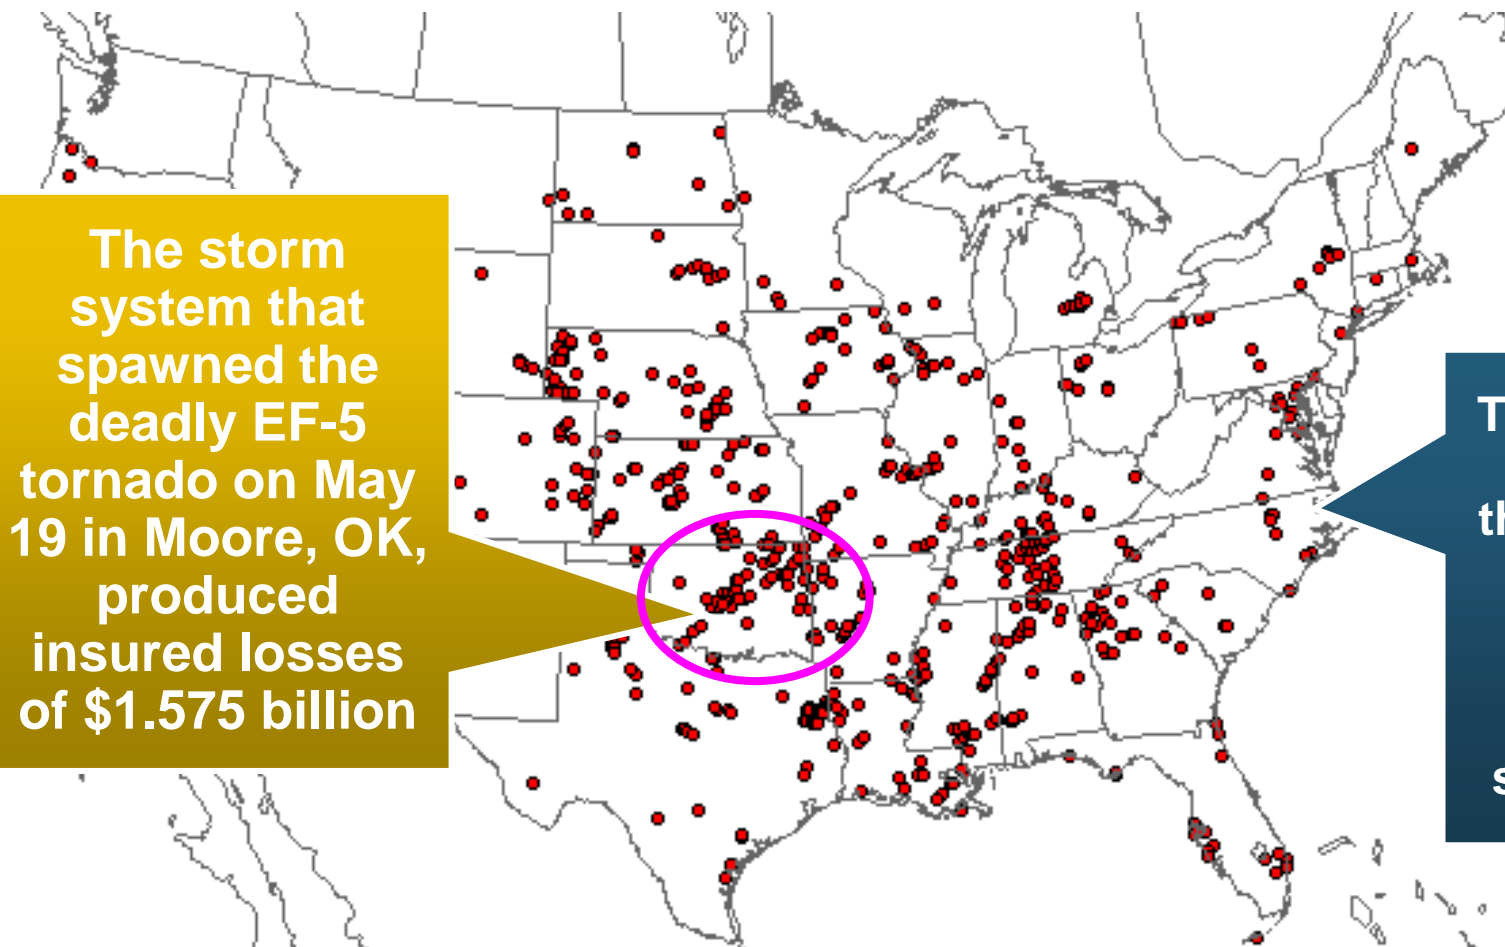 The storm
system that
spawned the
deadly EF-5
tornado on May
19 in Moore, OK,
produced
insured losses
of $1.575 billion